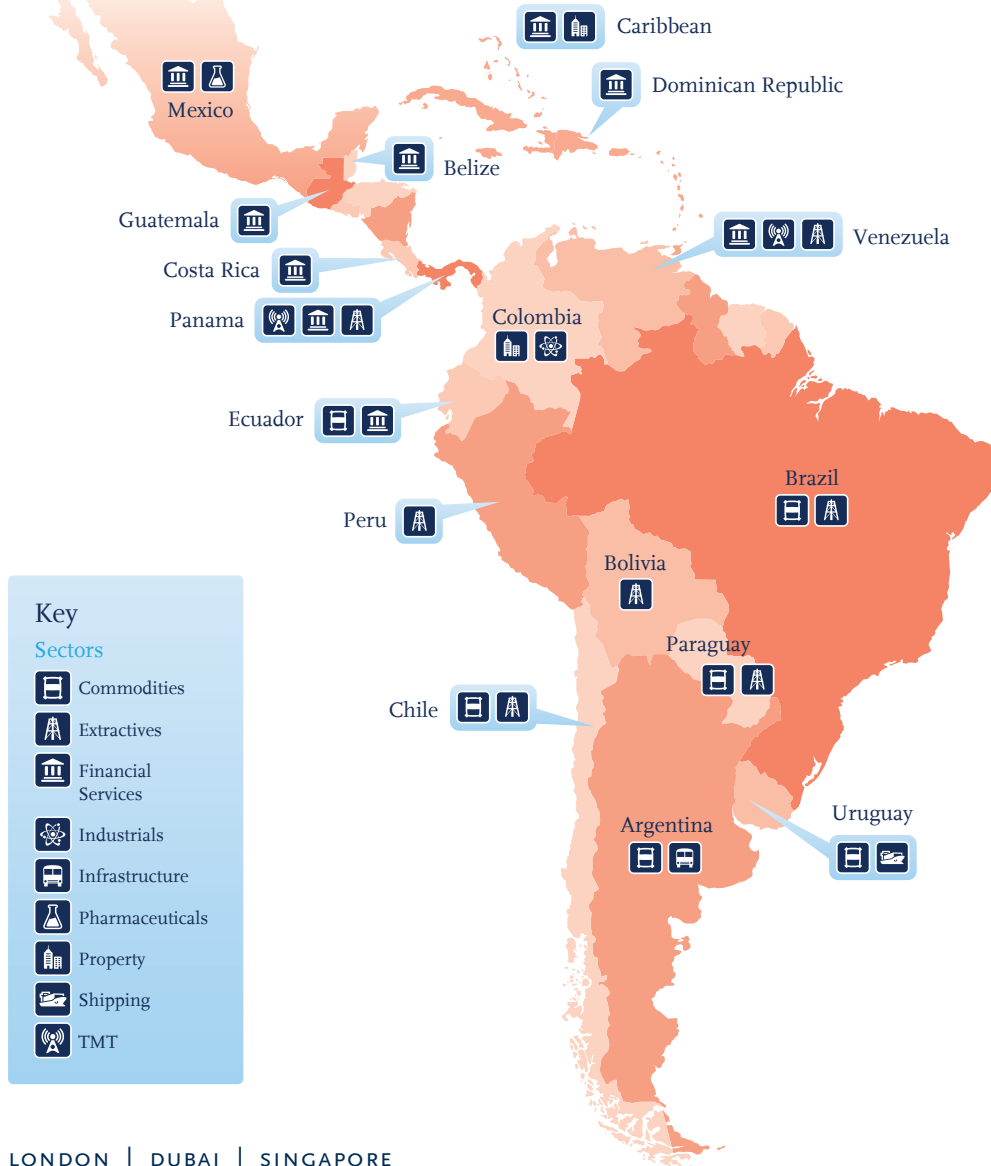 Caribbean
Dominican Republic
Mexico
Belize
Guatemala
Venezuela
Costa Rica
Panama
Colombia
Ecuador
Brazil
Peru
Bolivia
Paraguay
Chile
Uruguay
Argentina
Key
Sectors
Commodities
Extractives
Financial
Services
Industrials
Infrastructure
Pharmaceuticals
Property
Shipping
TMT
LONDON | DUBAI | SINGAPORE